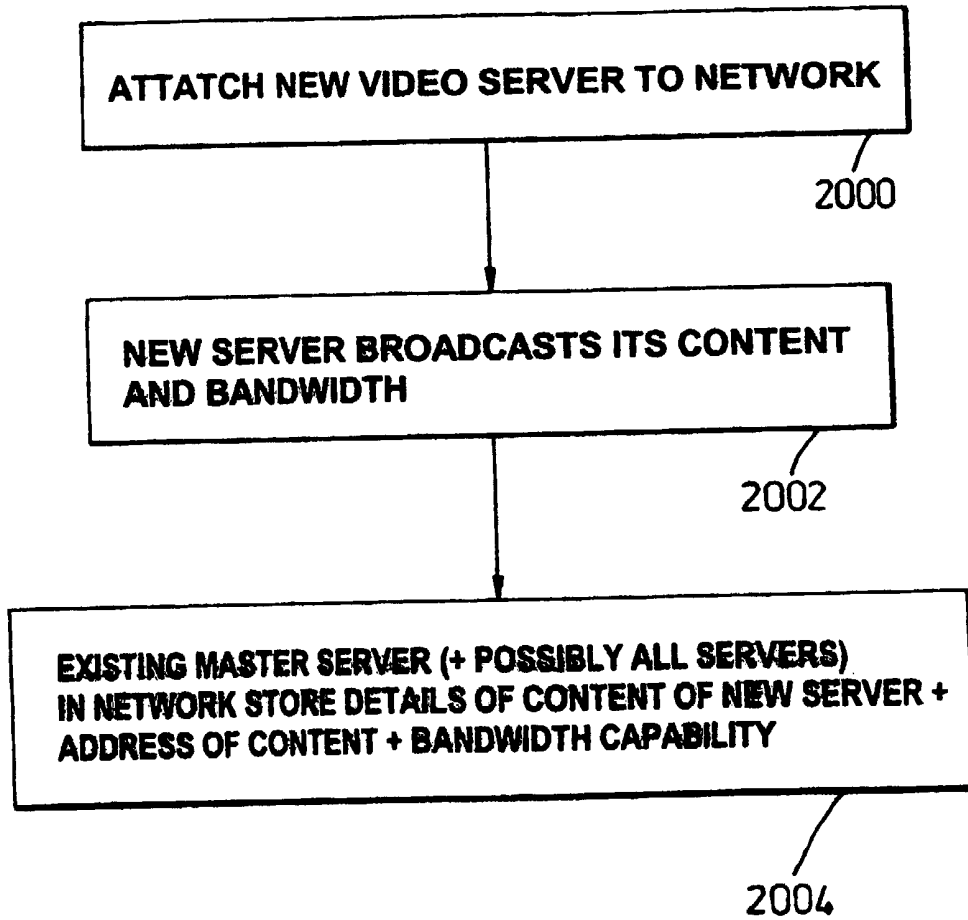 ATTATCH NEW VIDEO SERVER TO NETWORK
2000
NEW SERVER BROADCASTS ITS CONTENT
AND BANDWIDTH
2002
EXISTING MASTER SERVER (+ POSSIBLY ALL SERVERS)
IN NETWORK STORE DETAILS OF CONTENT OF NEW SERVER +
ADDRESS OF CONTENT + BANDWIDTH CAPABILITY
2004